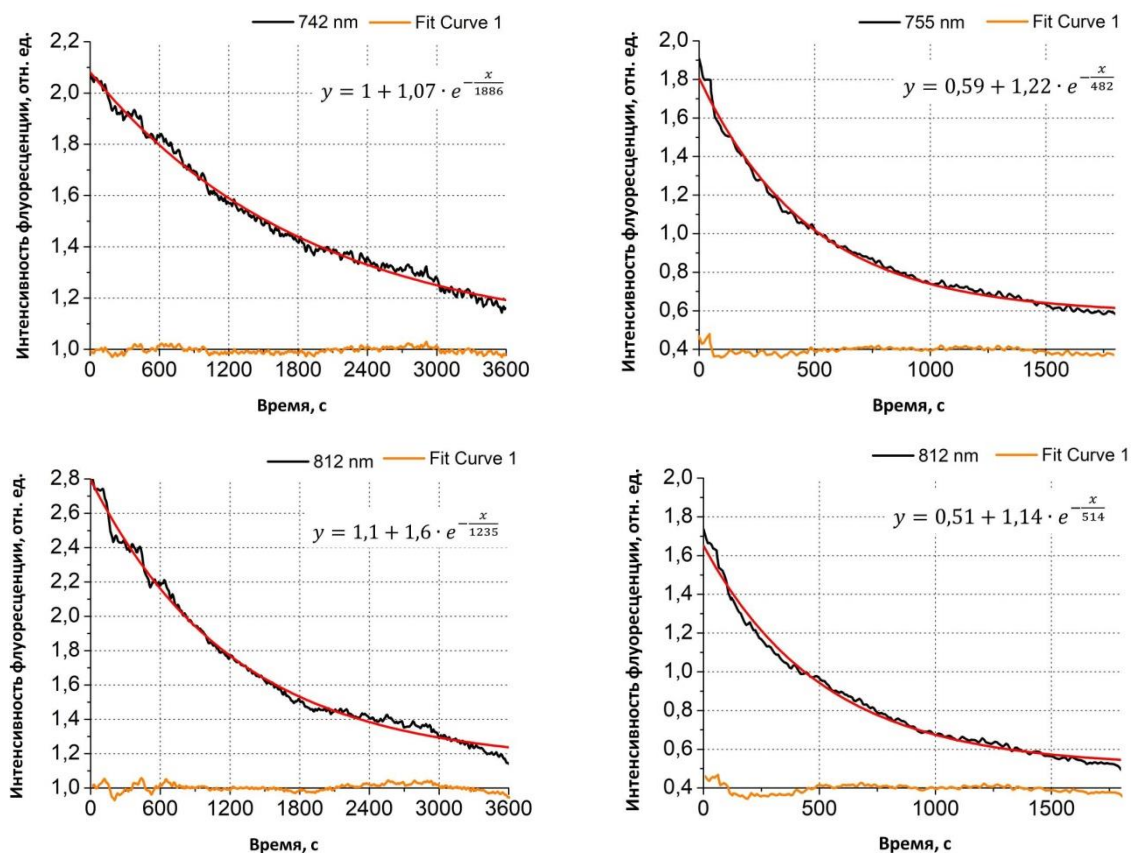 742 nm Fit Curve 1
Интенсивность флуоресценции, отн. ед.
2,2
2,0
1,8
1,6
1,4
1,2
1,0
y = 1 + 1,07 · e^{-x/1886}
0 600 1200 1800 2400 3000 3600
Время, с
755 nm Fit Curve 1
Интенсивность флуоресценции, отн. ед.
2,0
1,8
1,6
1,4
1,2
1,0
0,8
0,6
0,4
y = 0,59 + 1,22 · e^{-x/482}
0 500 1000 1500
Время, с
812 nm Fit Curve 1
Интенсивность флуоресценции, отн. ед.
2,8
2,6
2,4
2,2
2,0
1,8
1,6
1,4
1,2
1,0
y = 1,1 + 1,6 · e^{-x/1235}
0 600 1200 1800 2400 3000 3600
Время, с
812 nm Fit Curve 1
Интенсивность флуоресценции, отн. ед.
2,0
1,8
1,6
1,4
1,2
1,0
0,8
0,6
0,4
y = 0,51 + 1,14 · e^{-x/514}
0 500 1000 1500
Время, с